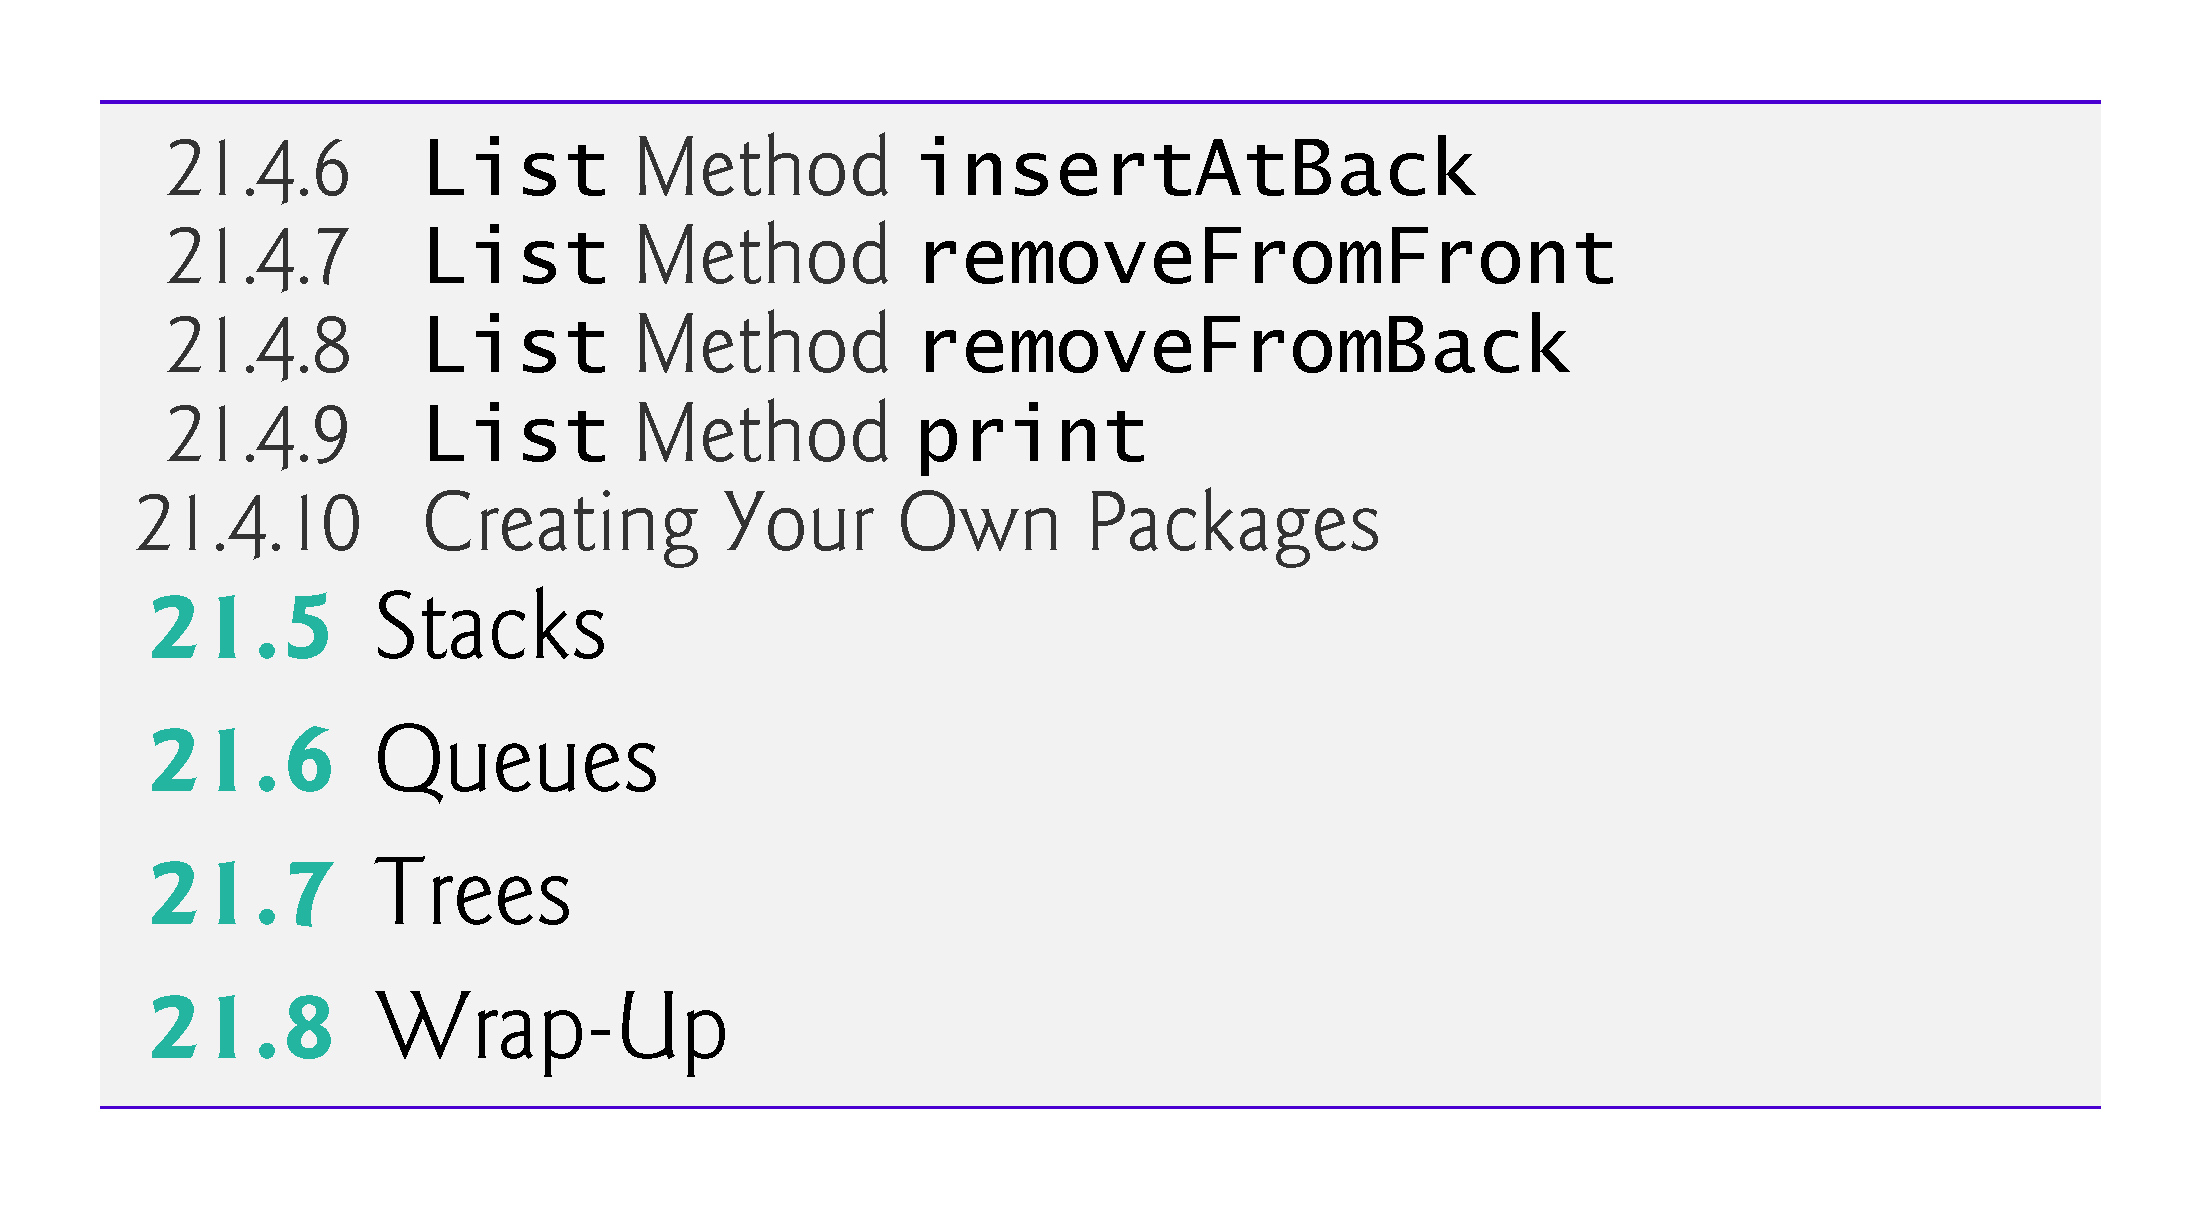 21.4.6 List Method insertAtBack
21.4.7 List Method removeFromFront
21.4.8 List Method removeFromBack
21.4.9 List Method print
21.4.10 Creating Your Own Packages
21.5 Stacks
21.6 Queues
21.7 Trees
21.8 Wrap-Up